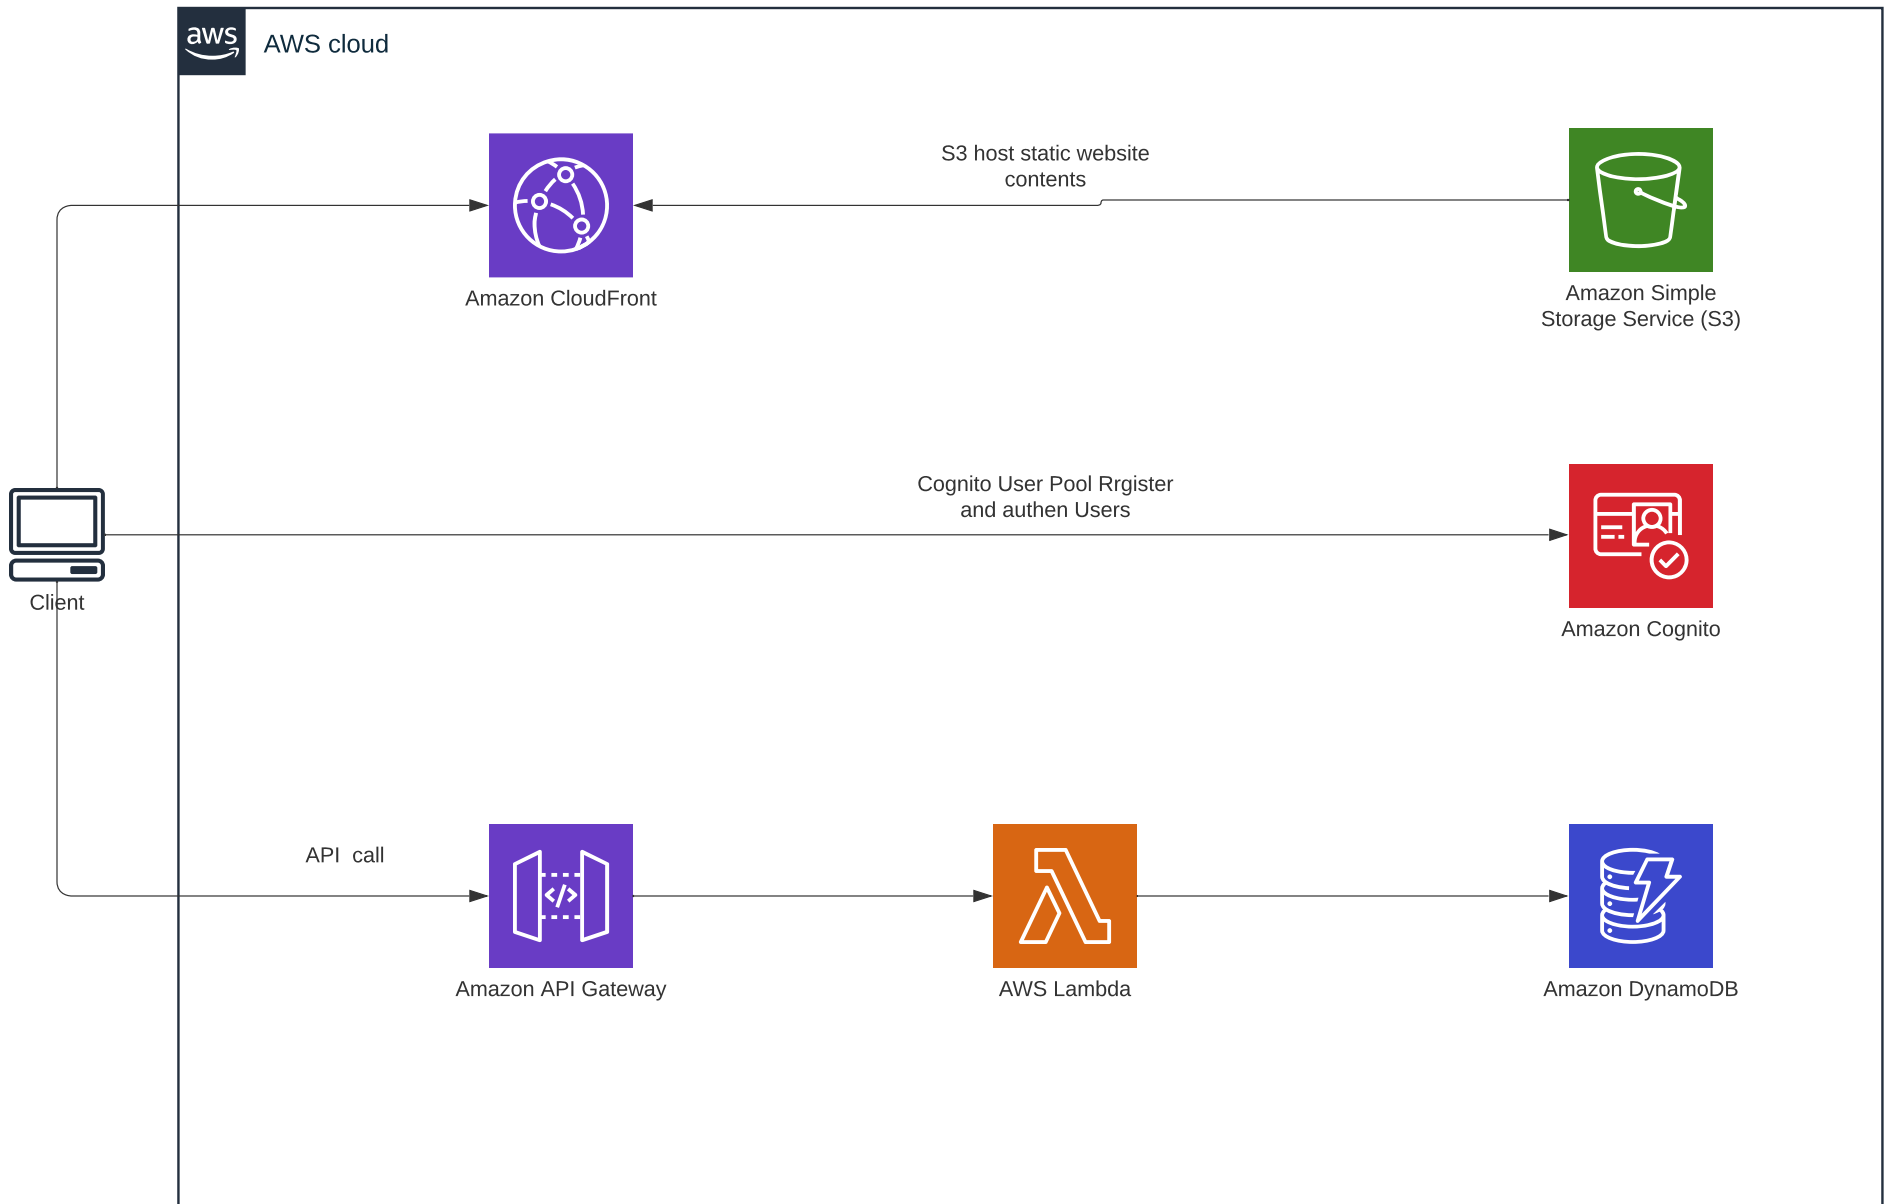 aws
AWS cloud
S3 host static website
contents
Amazon CloudFront
Amazon Simple
Storage Service (S3)
Cognito User Pool Rrgister
and authen Users
Client
Amazon Cognito
API  call
</>
Amazon API Gateway
AWS Lambda
Amazon DynamoDB